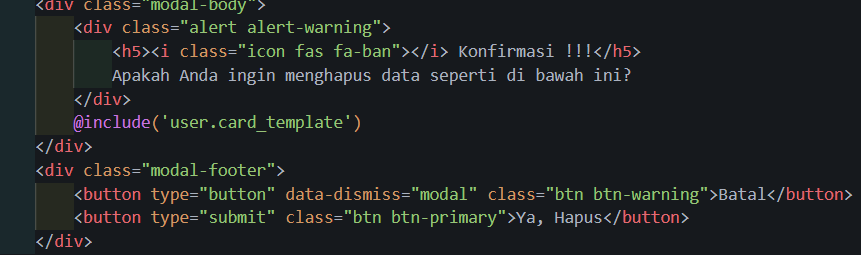 <div class="modal-body">
<div class="alert alert-warning">
<h5><i class="icon fas fa-ban"></i> Konfirmasi !!!</h5>
Apakah Anda ingin menghapus data seperti di bawah ini?
</div>
@include('user.card_template')
</div>
<div class="modal-footer">
<button type="button" data-dismiss="modal" class="btn btn-warning">Batal</button>
<button type="submit" class="btn btn-primary">Ya, Hapus</button>
</div>